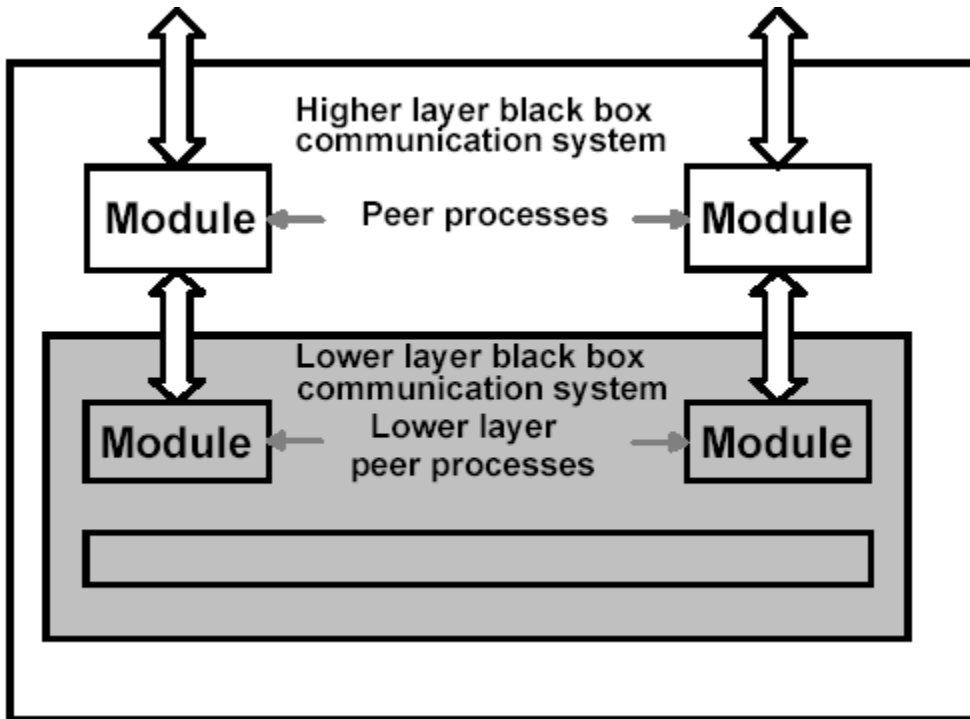 Higher layer black box
communication system
Module
Peer processes
Module
Lower layer black box
communication system
Module
Lower layer
peer processes
Module